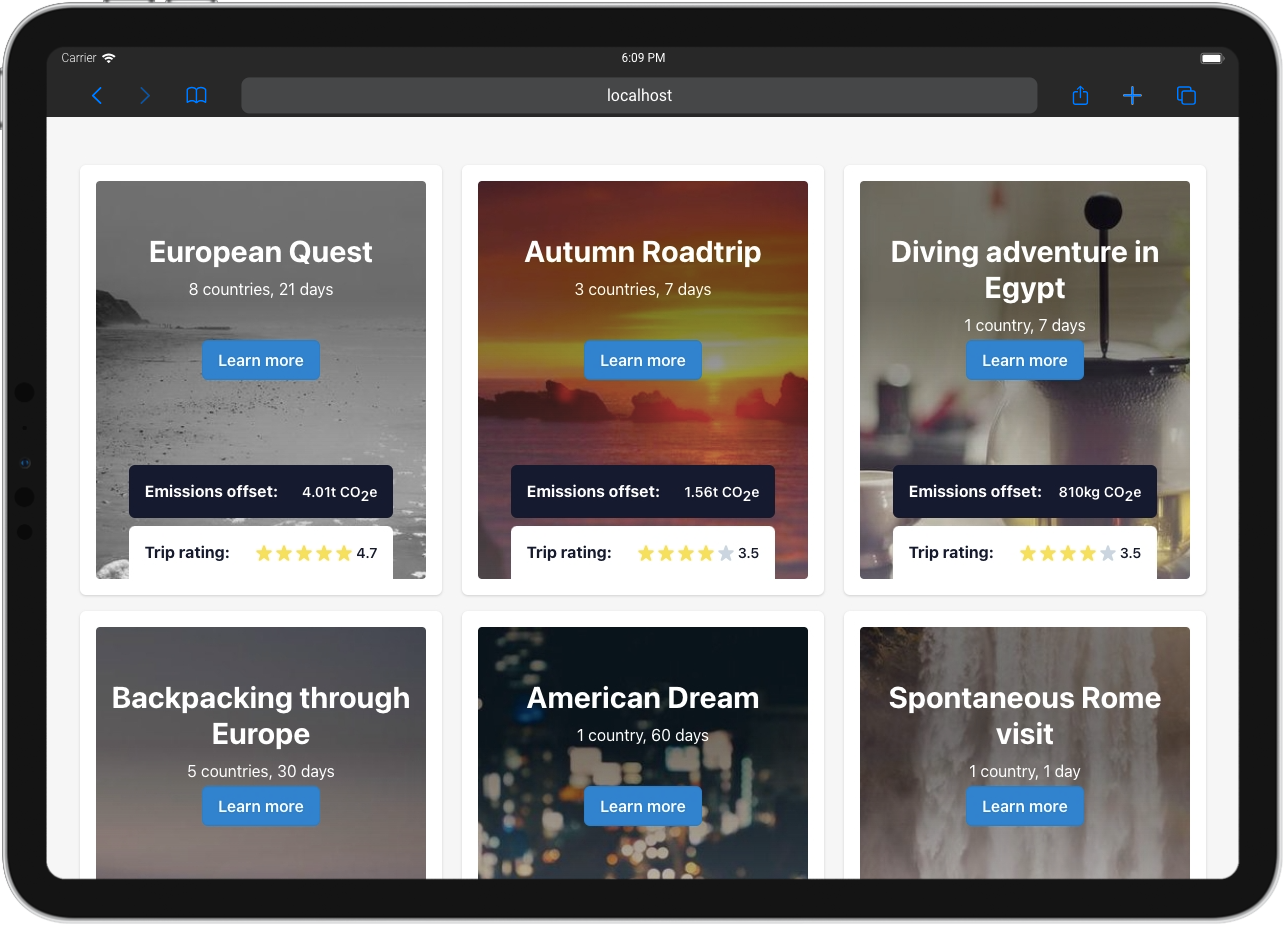 Carrier
6:09 PM
localhost
European Quest
8 countries, 21 days
Learn more
Emissions offset: 4.01t CO2e
Trip rating: 4.7
Autumn Roadtrip
3 countries, 7 days
Learn more
Emissions offset: 1.56t CO2e
Trip rating: 3.5
Diving adventure in
Egypt
1 country, 7 days
Learn more
Emissions offset: 810kg CO2e
Trip rating: 3.5
Backpacking through
Europe
5 countries, 30 days
Learn more
American Dream
1 country, 60 days
Learn more
Spontaneous Rome
visit
1 country, 1 day
Learn more